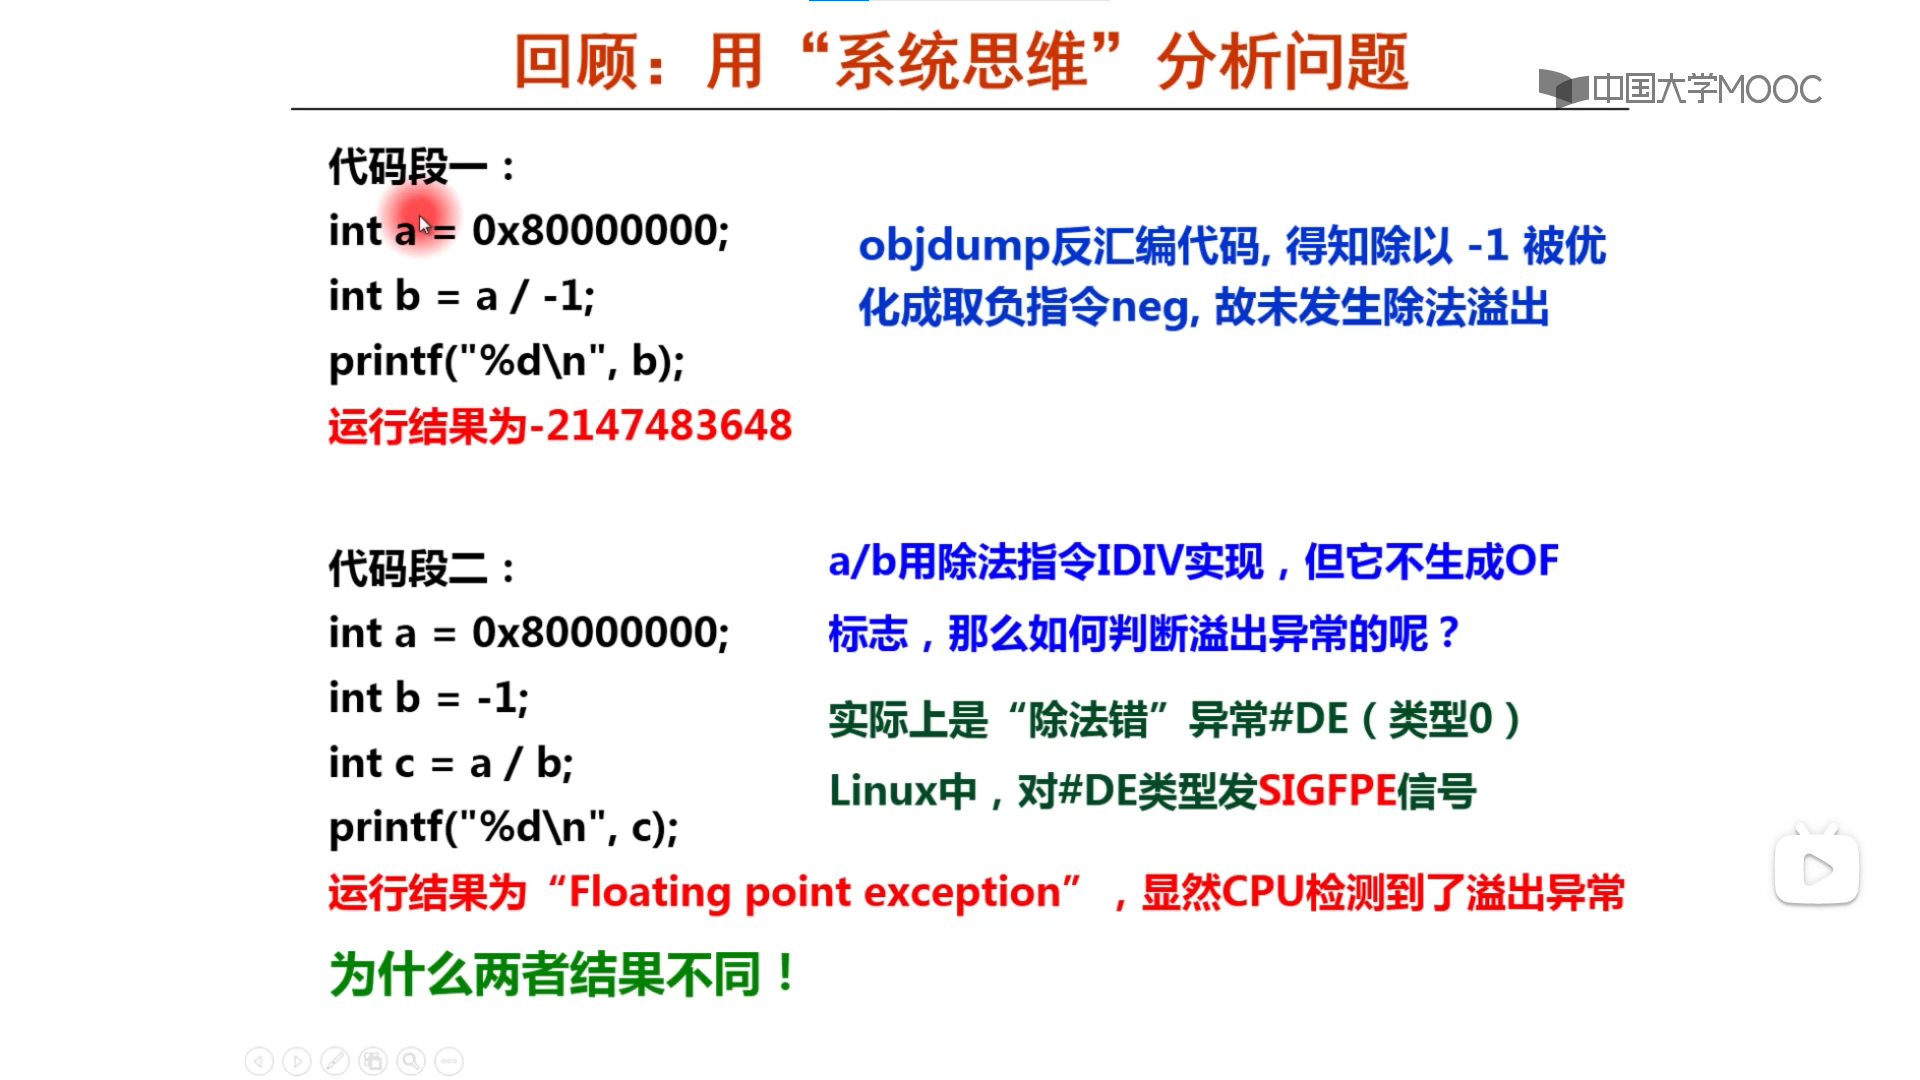 回顾：用“系统思维”分析问题
中国大学MOOC
代码段一：
int a = 0x80000000;
int b = a / -1;
printf("%d\n", b);
运行结果为-2147483648
objdump反汇编代码, 得知除以 -1 被优
化成取负指令neg, 故未发生除法溢出
代码段二：
int a = 0x80000000;
int b = -1;
int c = a / b;
printf("%d\n", c);
a/b用除法指令IDIV实现，但它不生成OF
标志，那么如何判断溢出异常的呢？
实际上是“除法错”异常#DE（类型0）
Linux中，对#DE类型发SIGFPE信号
运行结果为“Floating point exception”，显然CPU检测到了溢出异常
为什么两者结果不同！